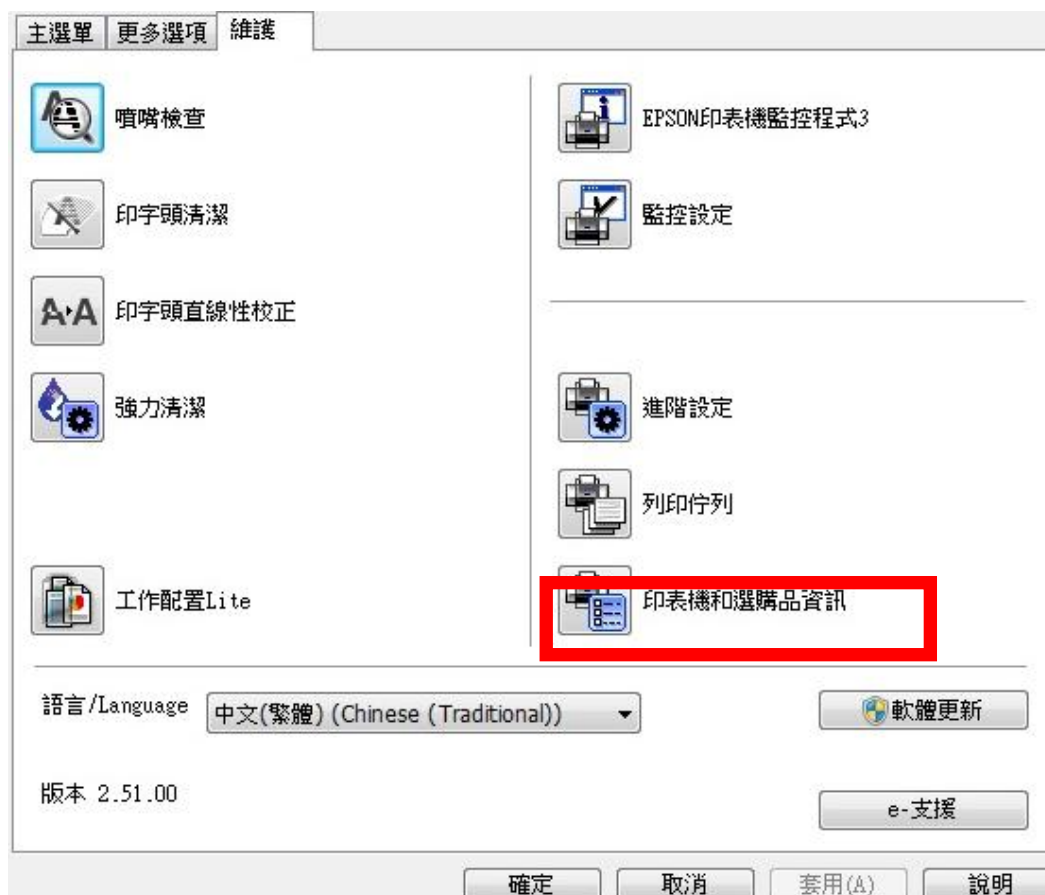 主選單 更多選項 維護
噴嘴檢查
印字頭清潔
A▸A 印字頭直線性校正
強力清潔
工作配置Lite
EPSON印表機監控程式3
監控設定
進階設定
列印佇列
印表機和選購品資訊
語言/Language 中文(繁體) (Chinese (Traditional))
軟體更新
版本 2.51.00
e-支援
確定 取消 套用(A) 說明